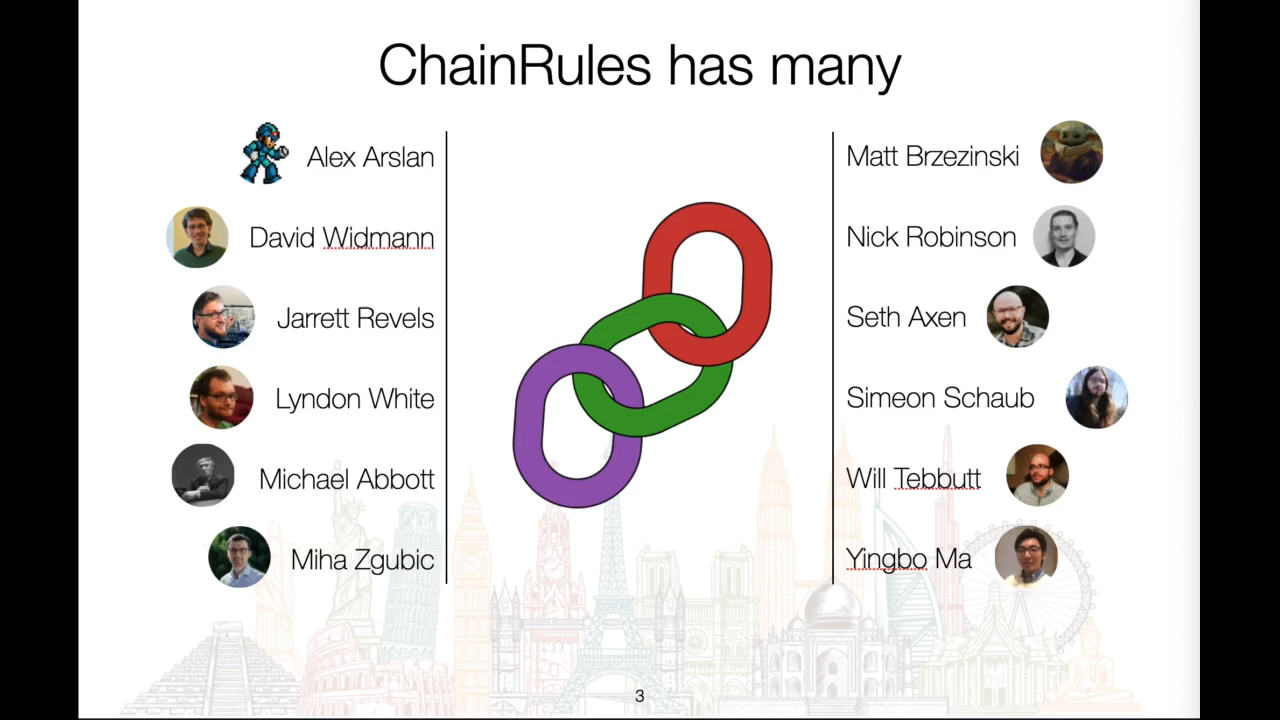 ChainRules has many
Alex Arslan
David Widmann
Jarrett Revels
Lyndon White
Michael Abbott
Miha Zgubic
Matt Brzezinski
Nick Robinson
Seth Axen
Simeon Schaub
Will Tebbutt
Yingbo Ma
3